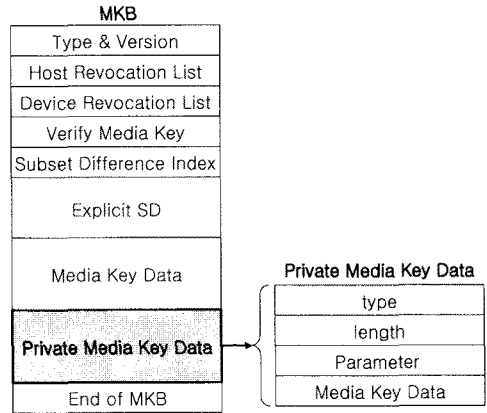 MKB
Type & Version
Host Revocation List
Device Revocation List
Verify Media Key
Subset Difference Index
Explicit SD
Media Key Data
Private Media Key Data
End of MKB
Private Media Key Data
type
length
Parameter
Media Key Data